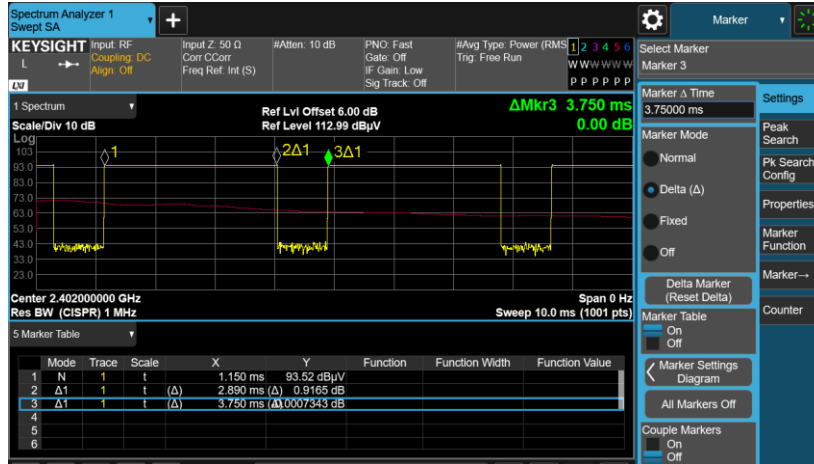 Spectrum Analyzer 1
Swept SA
Marker
KEYSIGHT
L
LXI
Input: RF
Coupling: DC
Align: Off
Input Z: 50 Ω
Corr CCorr
Freq Ref: Int (S)
#Atten: 10 dB
PNO: Fast
Gate: Off
IF Gain: Low
Sig Track: Off
#Avg Type: Power (RMS
Trig: Free Run
1 2 3 4 5 6
W W W W W W
P P P P P P
Select Marker
Marker 3
1 Spectrum
Scale/Div 10 dB
Ref Lvl Offset 6.00 dB
Ref Level 112.99 dBµV
ΔMkr3 3.750 ms
0.00 dB
Log
103
93.0
83.0
73.0
63.0
53.0
43.0
33.0
23.0
1
2Δ1
3Δ1
Center 2.402000000 GHz
Res BW (CISPR) 1 MHz
Span 0 Hz
Sweep 10.0 ms (1001 pts)
5 Marker Table
Mode Trace Scale X Y Function Function Width Function Value
1 N 1 t 1.150 ms 93.52 dBµV
2 Δ1 1 t (Δ) 2.890 ms (Δ) 0.9165 dB
3 Δ1 1 t (Δ) 3.750 ms (Δ) 0.0007343 dB
4
5
6
Marker Δ Time
3.75000 ms
Marker Mode
Normal
Delta (Δ)
Fixed
Off
Delta Marker
(Reset Delta)
Marker Table
On
Off
Marker Settings
Diagram
All Markers Off
Couple Markers
On
Off
Settings
Peak
Search
Pk Search
Config
Properties
Marker
Function
Marker→
Counter